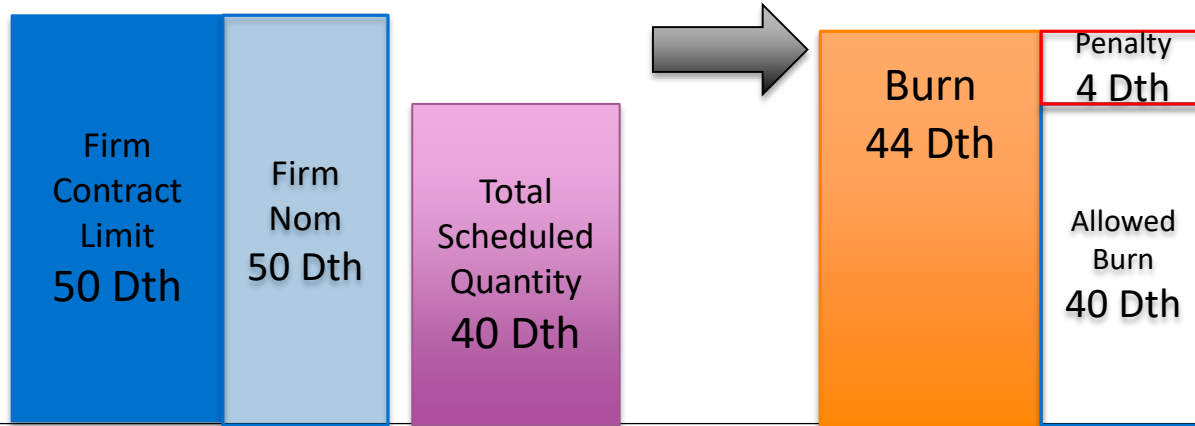 Firm
Contract
Limit
50 Dth
Firm
Nom
50 Dth
Total
Scheduled
Quantity
40 Dth
Burn
44 Dth
Penalty
4 Dth
Allowed
Burn
40 Dth